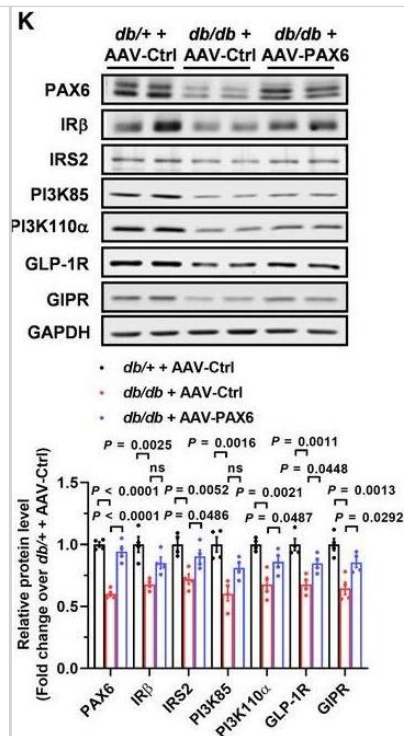 K
db/+ + db/db + db/db +
AAV-Ctrl AAV-Ctrl AAV-PAX6
PAX6
IRβ
IRS2
PI3K85
PI3K110α
GLP-1R
GIPR
GAPDH
db/+ + AAV-Ctrl
db/db + AAV-Ctrl
db/db + AAV-PAX6
P = 0.0025 P = 0.0016 P = 0.0011
ns ns P = 0.0448
P < 0.0001 P = 0.0052 P = 0.0021 P = 0.0013
P < 0.0001 P = 0.0486 P = 0.0487 P = 0.0292
Relative protein level
(Fold change over db/+ + AAV-Ctrl)
1.5
1.0
0.5
0.0
PAX6 IRβ IRS2 PI3K85 PI3K110α GLP-1R GIPR